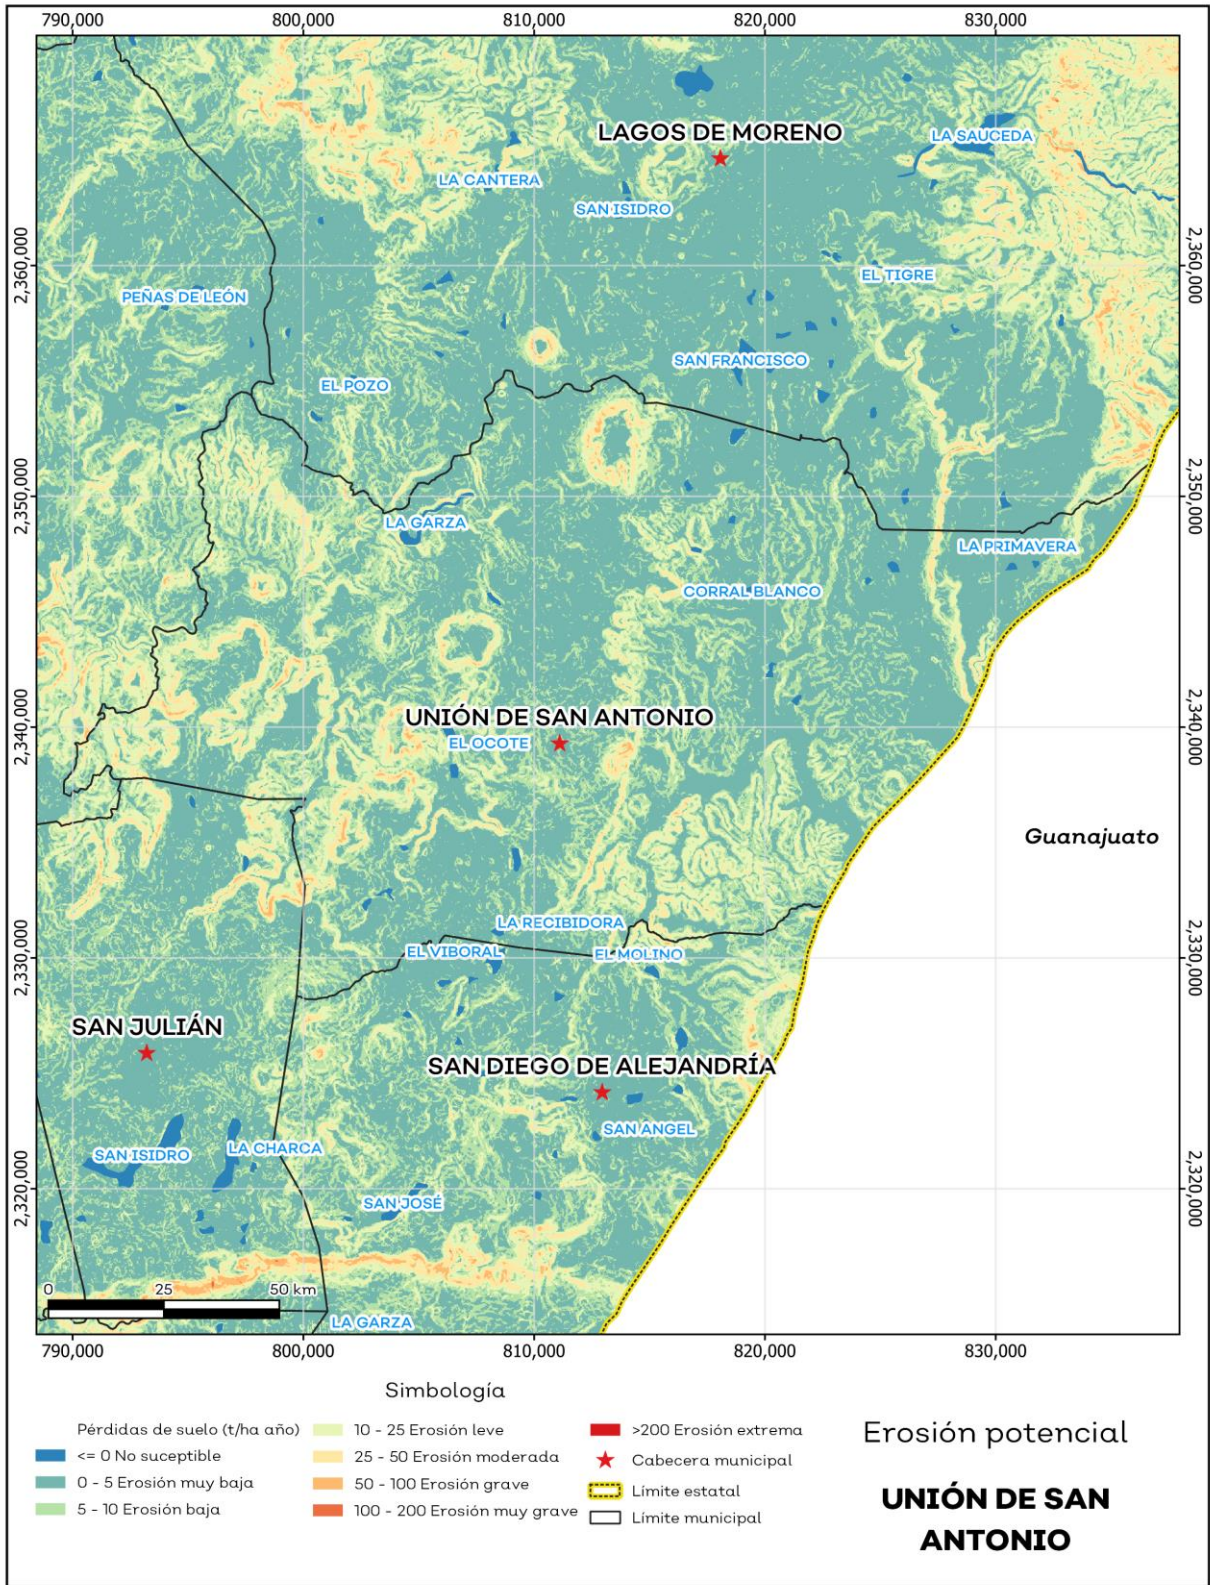 790,000
800,000
810,000
820,000
830,000
LAGOS DE MORENO
LA SAUCEDA
LA CANTERA
SAN ISIDRO
2,360,000
2,360,000
EL TIGRE
PEÑAS DE LEÓN
SAN FRANCISCO
EL POZO
2,350,000
2,350,000
LA GARZA
LA PRIMAVERA
CORRAL BLANCO
UNIÓN DE SAN ANTONIO
2,340,000
2,340,000
EL OCOTE
Guanajuato
LA RECIBIDORA
EL VIBORAL
EL MOLINO
2,330,000
2,330,000
SAN JULIÁN
SAN DIEGO DE ALEJANDRÍA
SAN ANGEL
SAN ISIDRO
LA CHARCA
2,320,000
2,320,000
SAN JOSÉ
0
25
50 km
LA GARZA
790,000
800,000
810,000
820,000
830,000
Simbología
Pérdidas de suelo (t/ha año)
<= 0 No suceptible
0 - 5 Erosión muy baja
5 - 10 Erosión baja
10 - 25 Erosión leve
25 - 50 Erosión moderada
50 - 100 Erosión grave
100 - 200 Erosión muy grave
>200 Erosión extrema
Cabecera municipal
Límite estatal
Límite municipal
Erosión potencial
UNIÓN DE SAN
ANTONIO